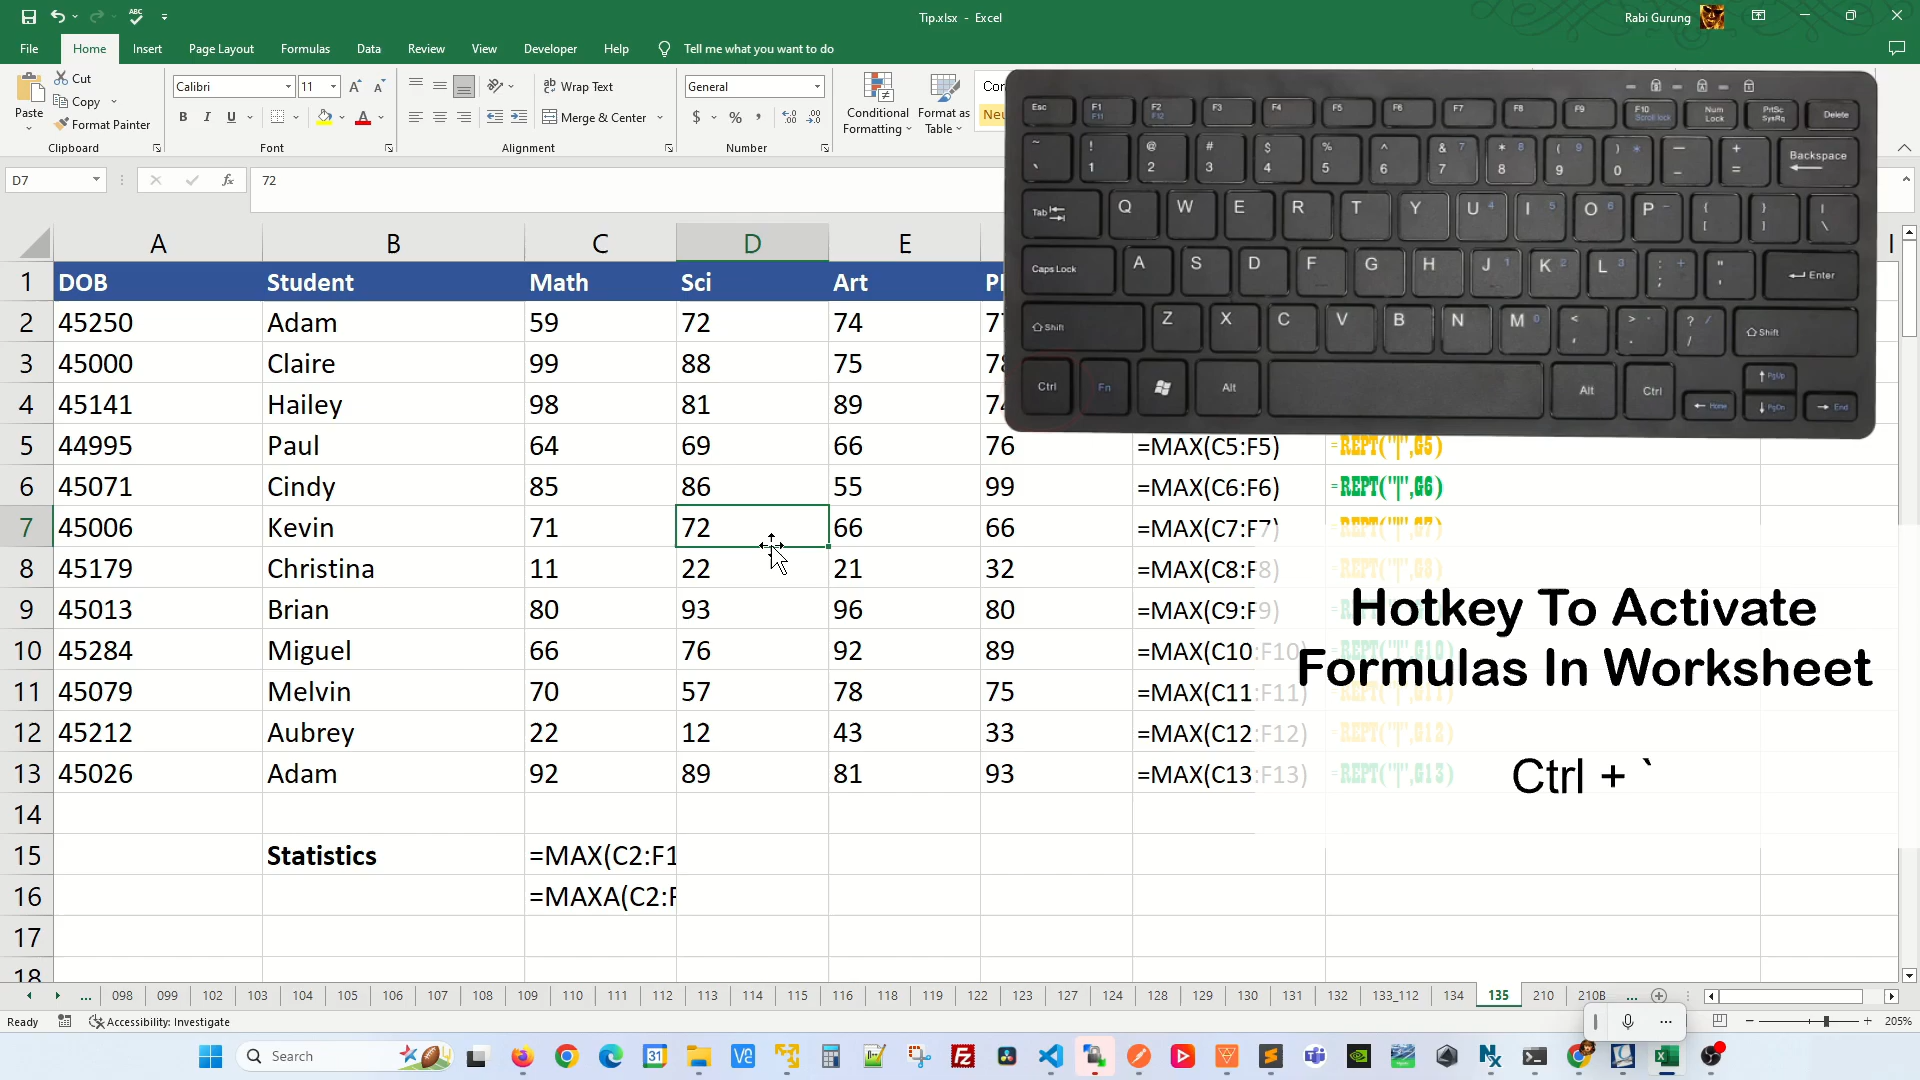 Tip.xlsx - Excel
Rabi Gurung
File Home Insert Page Layout Formulas Data Review View Developer Help Tell me what you want to do
Paste
Cut
Copy
Format Painter
Clipboard
Calibri 11
B I U
Font
Wrap Text
Merge & Center
Alignment
General
$ % ,
Number
Conditional Formatting
Format as Table
D7
fx
72
A B C D E I
1 DOB Student Math Sci Art
2 45250 Adam 59 72 74
3 45000 Claire 99 88 75
4 45141 Hailey 98 81 89
5 44995 Paul 64 69 66 76 =MAX(C5:F5) =REPT("|",G5)
6 45071 Cindy 85 86 55 99 =MAX(C6:F6) =REPT("|",G6)
7 45006 Kevin 71 72 66 66 =MAX(C7:F7) =REPT("|",G7)
8 45179 Christina 11 22 21 32 =MAX(C8:F8) =REPT("|",G8)
9 45013 Brian 80 93 96 80 =MAX(C9:F9)
10 45284 Miguel 66 76 92 89 =MAX(C10:F10)
11 45079 Melvin 70 57 78 75 =MAX(C11:F11)
12 45212 Aubrey 22 12 43 33 =MAX(C12:F12) =REPT("|",G12)
13 45026 Adam 92 89 81 93 =MAX(C13:F13) =REPT("|",G13)
14
15 Statistics =MAX(C2:F1
16 =MAXA(C2:F
17
18
Esc F1 F11 F2 F12 F3 F4 F5 F6 F7 F8 F9 F10 Scroll lock Num Lock PrtSc SysRq Delete
~ ` ! 1 @ 2 # 3 $ 4 % 5 ^ 6 & 7 7 * 8 8 ( 9 9 ) 0 * — _ + = Backspace
Tab Q W E R T Y U 4 I 5 O 6 P - { [ } ] | \
Caps Lock A S D F G H J 1 K 2 L 3 : ; + " ' Enter
Shift Z X C V B N M 0 < , > . ? / Shift
Ctrl Fn Alt Alt Ctrl Home PgUp PgDn End
Hotkey To Activate
Formulas In Worksheet
Ctrl + `
... 098 099 102 103 104 105 106 107 108 109 110 111 112 113 114 115 116 118 119 122 123 127 124 128 129 130 131 132 133_112 134 135 210 210B ...
Ready Accessibility: Investigate 205%
Search